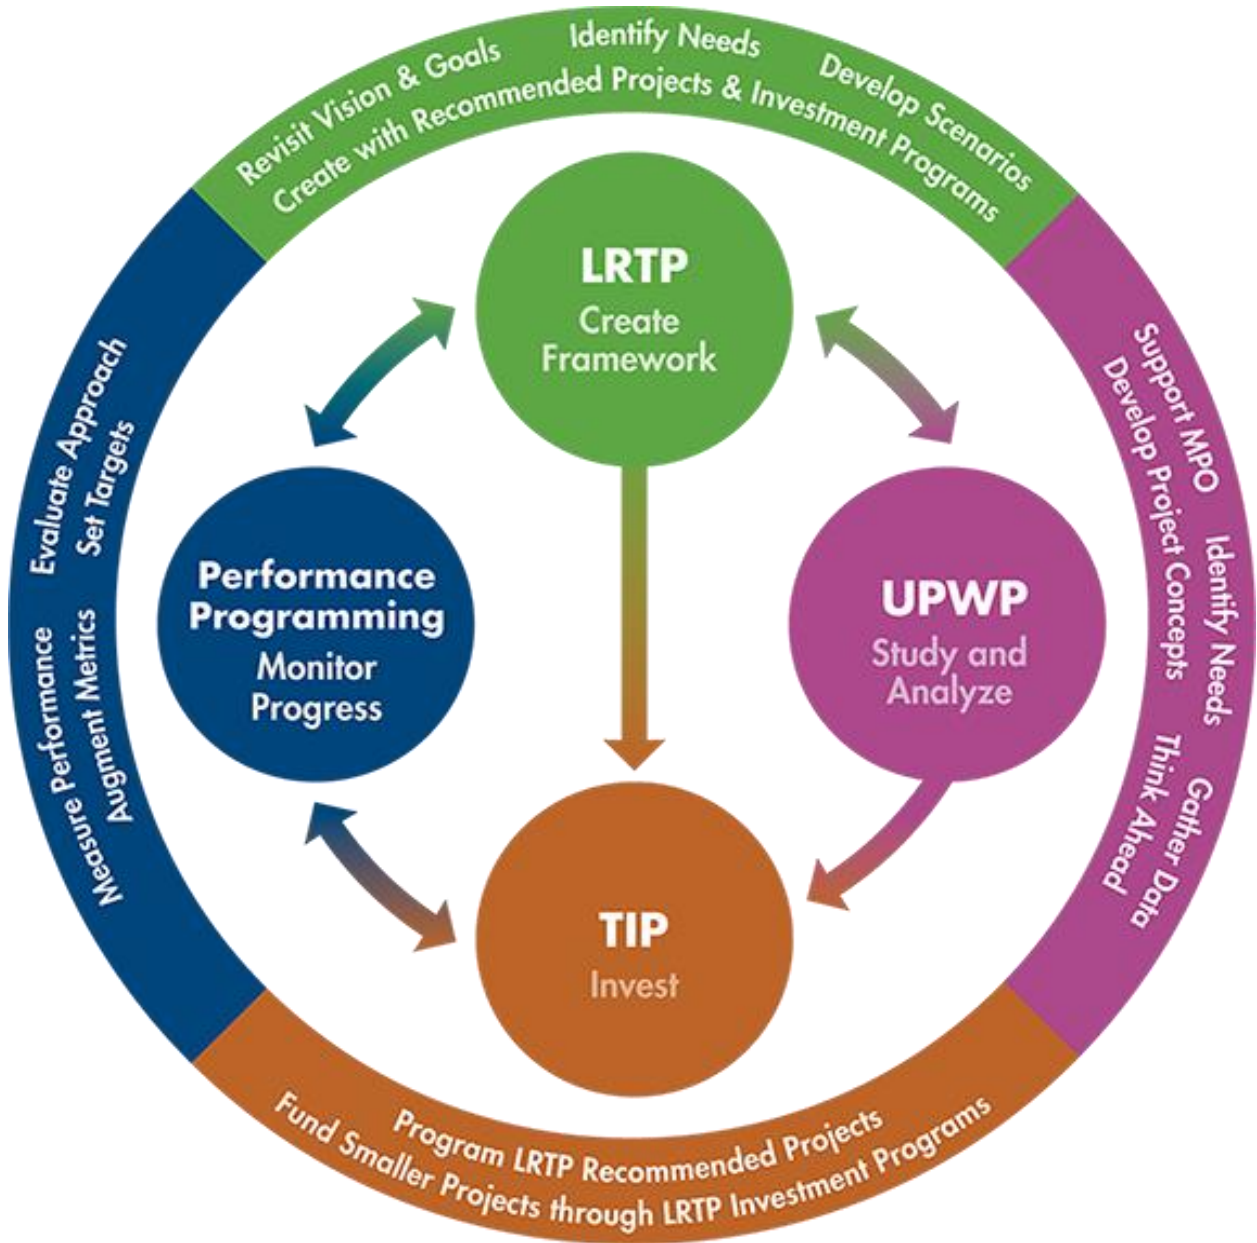 Revisit Vision & Goals
Identify Needs
Develop Scenarios
Create with Recommended Projects & Investment Programs
LRTP
Create
Framework
Support MPO
Identify Needs
Gather Data
Develop Project Concepts
Think Ahead
UPWP
Study and
Analyze
Performance
Programming
Monitor
Progress
Evaluate Approach
Set Targets
Measure Performance
Augment Metrics
TIP
Invest
Program LRTP Recommended Projects
Fund Smaller Projects through LRTP Investment Programs